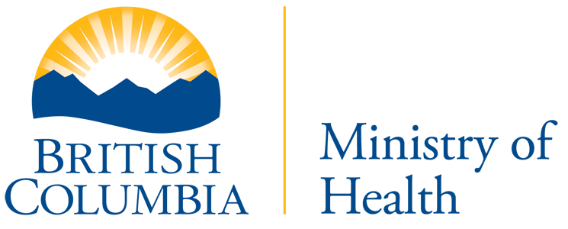 BRITISH
COLUMBIA
Ministry of
Health